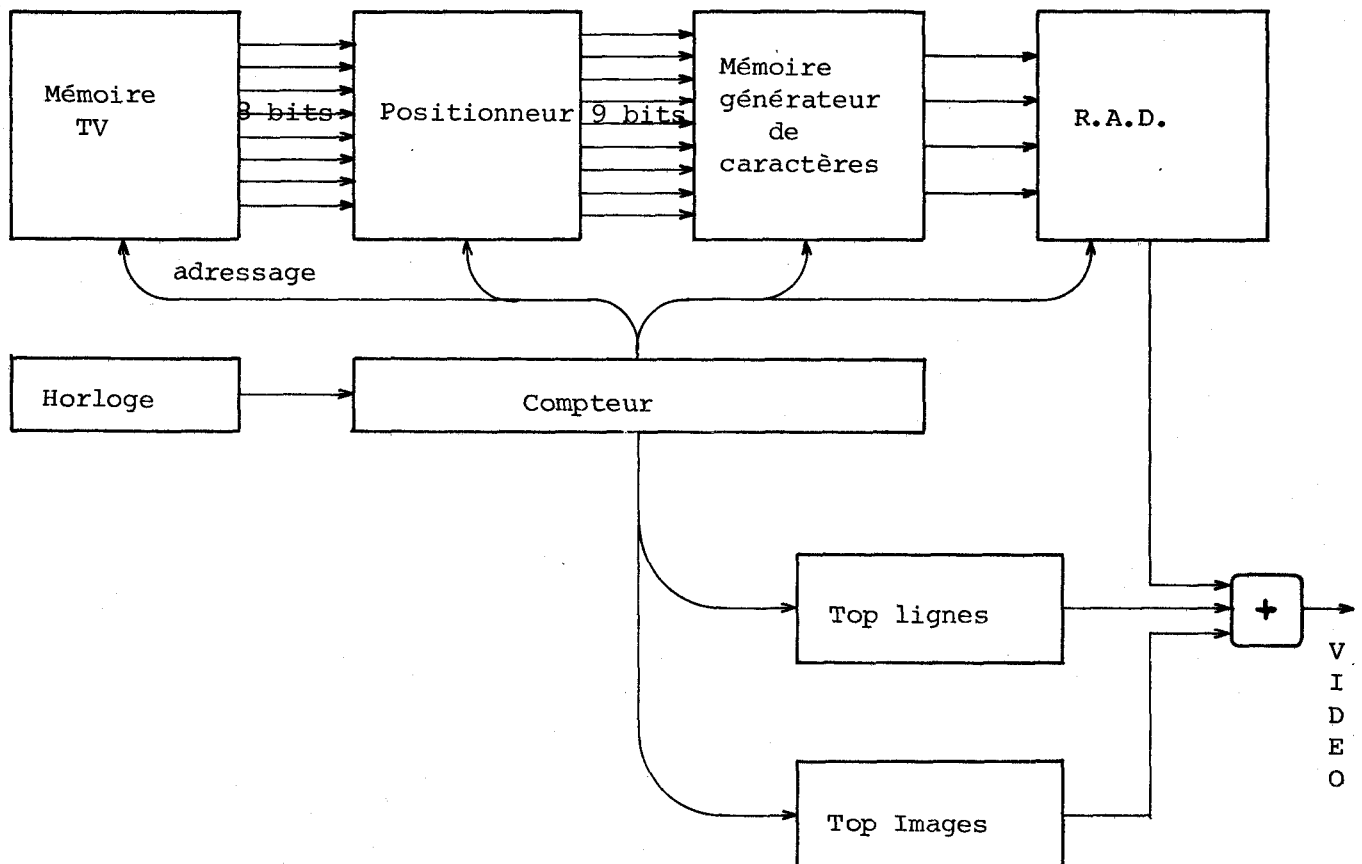 Mémoire
TV
8 bits
Positionneur
9 bits
Mémoire
générateur
de
caractères
R.A.D.
adressage
Horloge
Compteur
Top lignes
+
V
I
D
E
O
Top Images